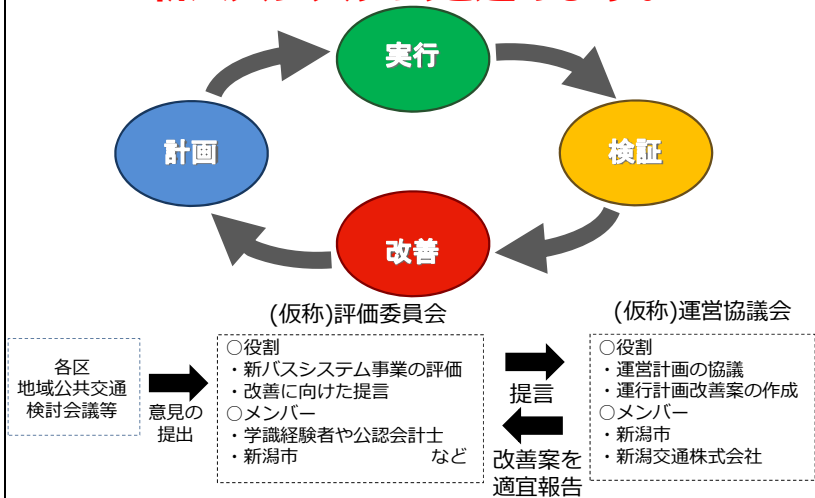 実行
計画
検証
改善
(仮称)評価委員会
(仮称)運営協議会
各区
地域公共交通
検討会議等
意見の
提出
○役割
・新バスシステム事業の評価
・改善に向けた提言
○メンバー
・学識経験者や公認会計士
・新潟市 など
提言
改善案を
適宜報告
○役割
・運営計画の協議
・運行計画改善案の作成
○メンバー
・新潟市
・新潟交通株式会社